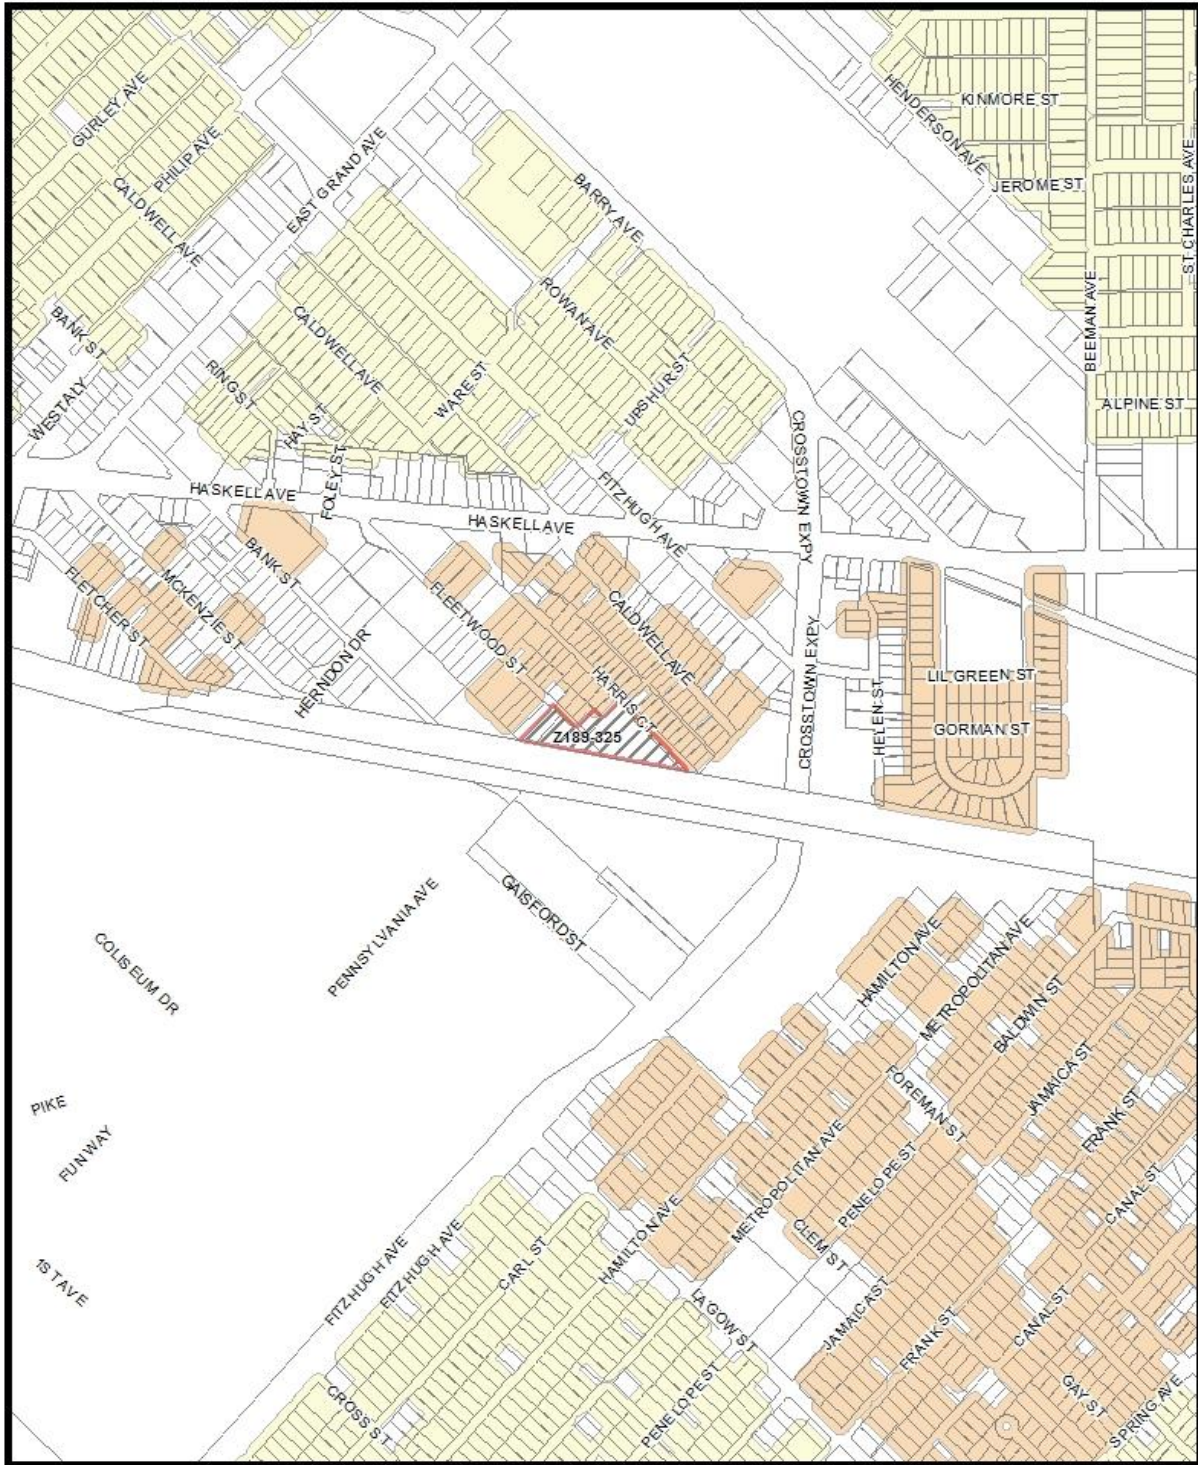 KINMORE ST
HENDERSON AVE
GURLEY AVE
PHILIP AVE
EAST GRAND AVE
CALDWELL AVE
BARRY AVE
JEROME ST
ST CHARLES AVE
BEEMAN AVE
BANK ST
CALDWELL AVE
ROWAN AVE
RING ST
WARE ST
UPSHUR ST
WESTALY
HAY ST
ALPINE ST
FOLEY ST
CROSSTOWN EXPY
HASKELL AVE
HASKELL AVE
FITZHUGH AVE
BANK ST
MCKENZIE ST
FLETCHER ST
FLEETWOOD ST
CALDWELL AVE
HERNDON DR
HARRIS CT
CROSSTOWN EXPY
HELEN ST
LIL GREEN ST
GORMAN ST
Z189-325
GAISFORD ST
PENNSYLVANIA AVE
COLISEUM DR
HAMILTON AVE
METROPOLITAN AVE
BALDWIN ST
JAMAICA ST
FOREMAN ST
FRANK ST
PIKE
FUN WAY
METROPOLITAN AVE
PENELOPE ST
CANAL ST
CLEM ST
HAMILTON AVE
CARL ST
FITZHUGH AVE
FITZHUGH AVE
1ST AVE
LAGOW ST
JAMAICA ST
FRANK ST
CANAL ST
GAY ST
SPRING AVE
CROSS ST
PENELOPE ST